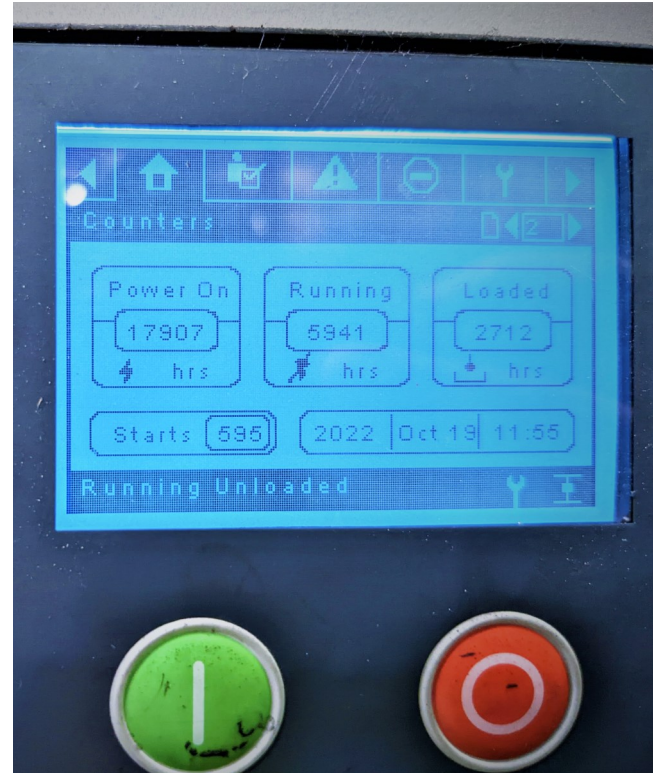 Counters 2
Power On Running Loaded
17907 5941 2712
hrs hrs hrs
Starts 595 2022 Oct 19 11:55
Running Unloaded